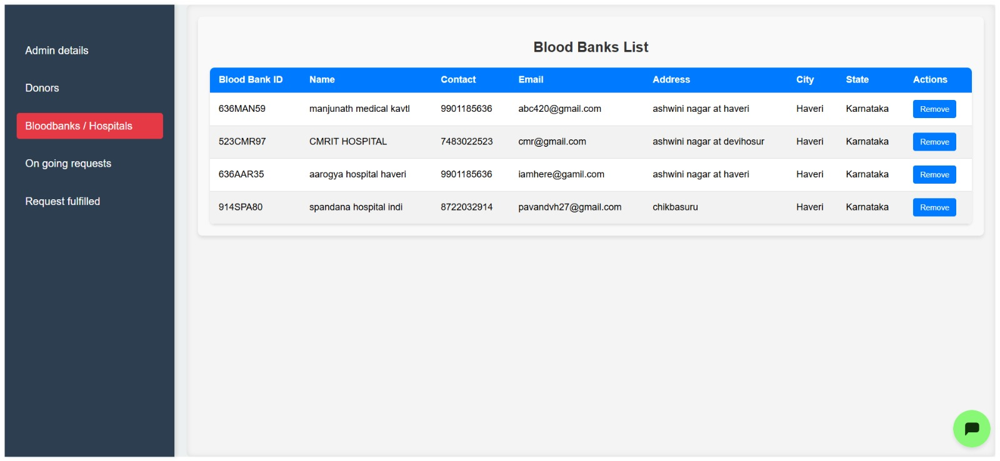 Admin details
Donors
Bloodbanks / Hospitals
On going requests
Request fulfilled
Blood Banks List
Blood Bank ID Name Contact Email Address City State Actions
636MAN59 manjunath medical kavtl 9901185636 abc420@gmail.com ashwini nagar at haveri Haveri Karnataka Remove
523CMR97 CMRIT HOSPITAL 7483022523 cmr@gmail.com ashwini nagar at devihosur Haveri Karnataka Remove
636AAR35 aarogya hospital haveri 9901185636 iamhere@gamil.com ashwini nagar at haveri Haveri Karnataka Remove
914SPA80 spandana hospital indi 8722032914 pavandvh27@gmail.com chikbasuru Haveri Karnataka Remove